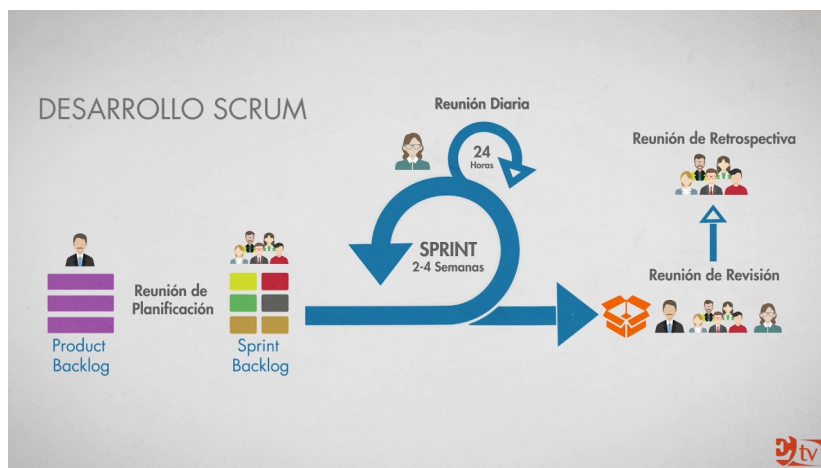 DESARROLLO SCRUM
Reunión Diaria
24
Horas
Reunión de Retrospectiva
SPRINT
2-4 Semanas
Reunión de Revisión
Reunión de
Planificación
Product
Backlog
Sprint
Backlog
E)tv